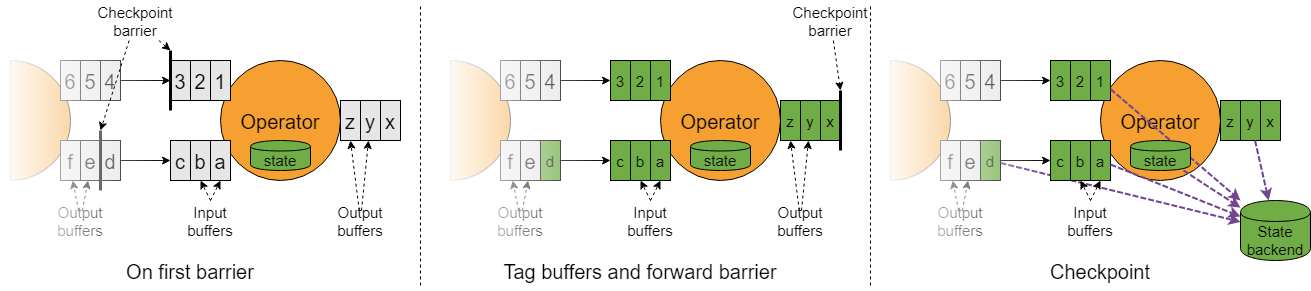 Checkpoint
barrier
6 5 4
3 2 1
Operator
state
z y x
f e d
c b a
Output
buffers
Input
buffers
Output
buffers
On first barrier
Checkpoint
barrier
6 5 4
3 2 1
Operator
state
z y x
f e d
c b a
Output
buffers
Input
buffers
Output
buffers
Tag buffers and forward barrier
6 5 4
3 2 1
Operator
state
z y x
f e d
c b a
Output
buffers
Input
buffers
State
backend
Checkpoint